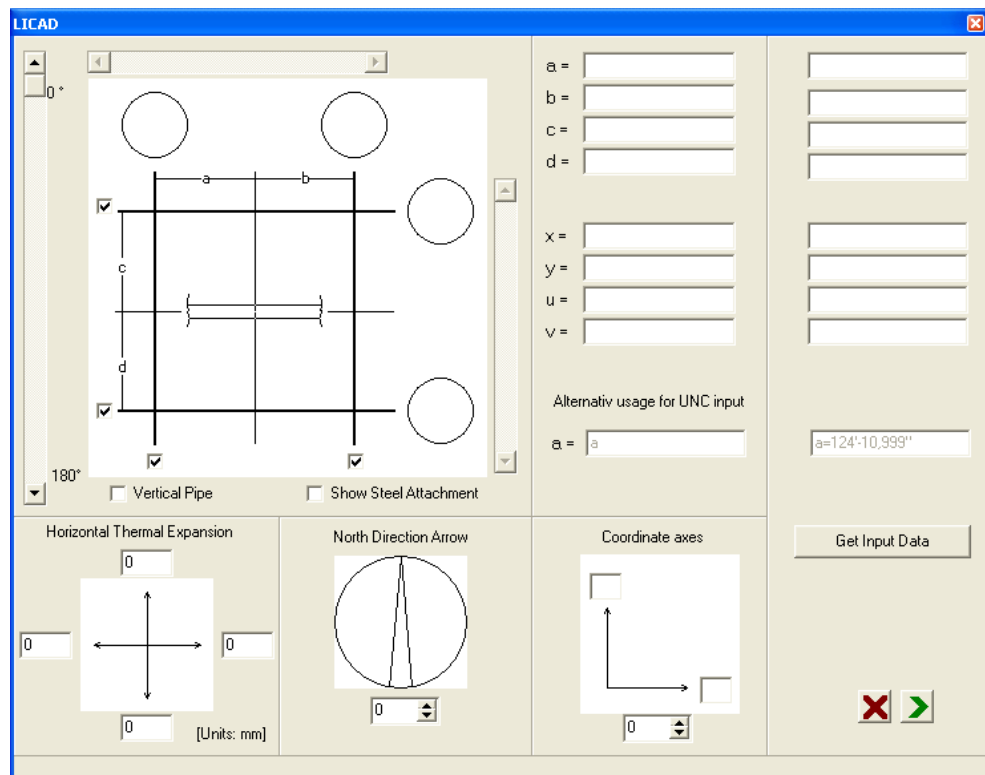 LICAD
0 °
a
b
c
d
180°
Vertical Pipe
Show Steel Attachment
a =
b =
c =
d =
x =
y =
u =
v =
Alternativ usage for UNC input
a =
a
a=124'-10,999"
Horizontal Thermal Expansion
0
0
0
0
[Units: mm]
North Direction Arrow
0
Coordinate axes
0
Get Input Data